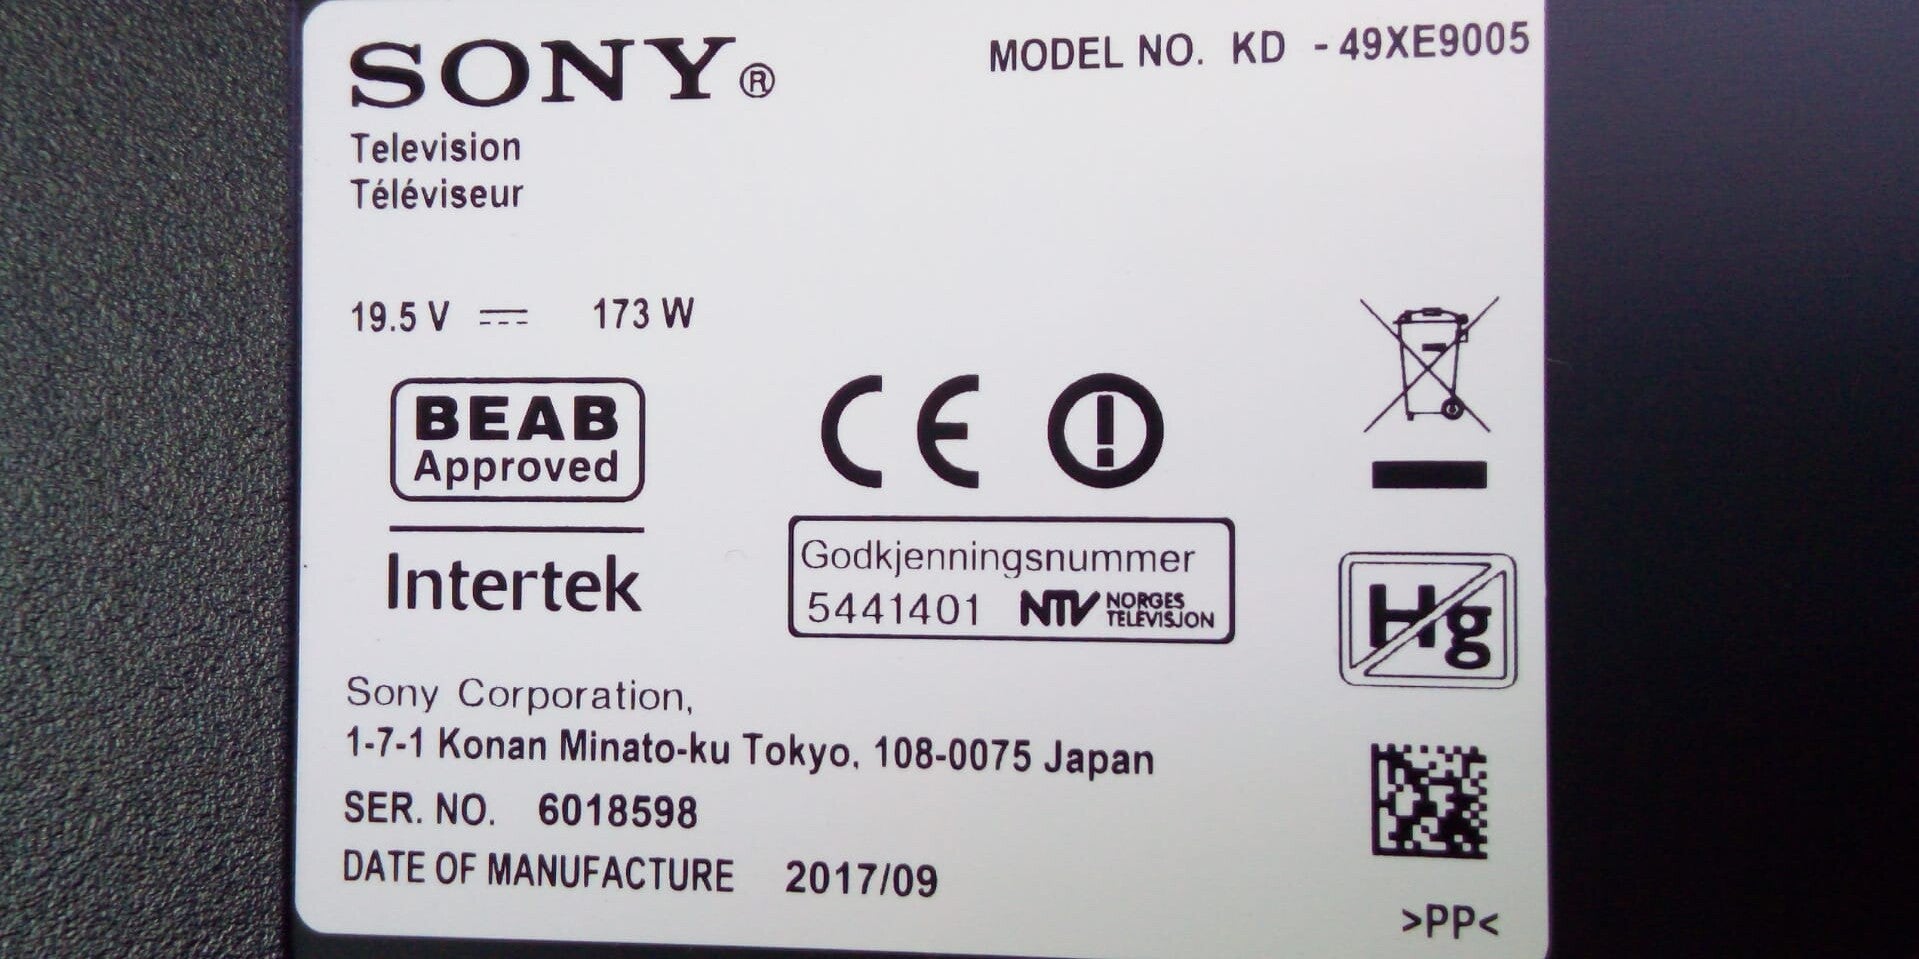 SONY®
MODEL NO. KD - 49XE9005
Television
Téléviseur
19.5 V 173 W
BEAB
Approved
Intertek
CE
Godkjenningsnummer
5441401 NTV NORGES
TELEVISJON
Hg
Sony Corporation,
1-7-1 Konan Minato-ku Tokyo, 108-0075 Japan
SER. NO. 6018598
DATE OF MANUFACTURE 2017/09
>PP<